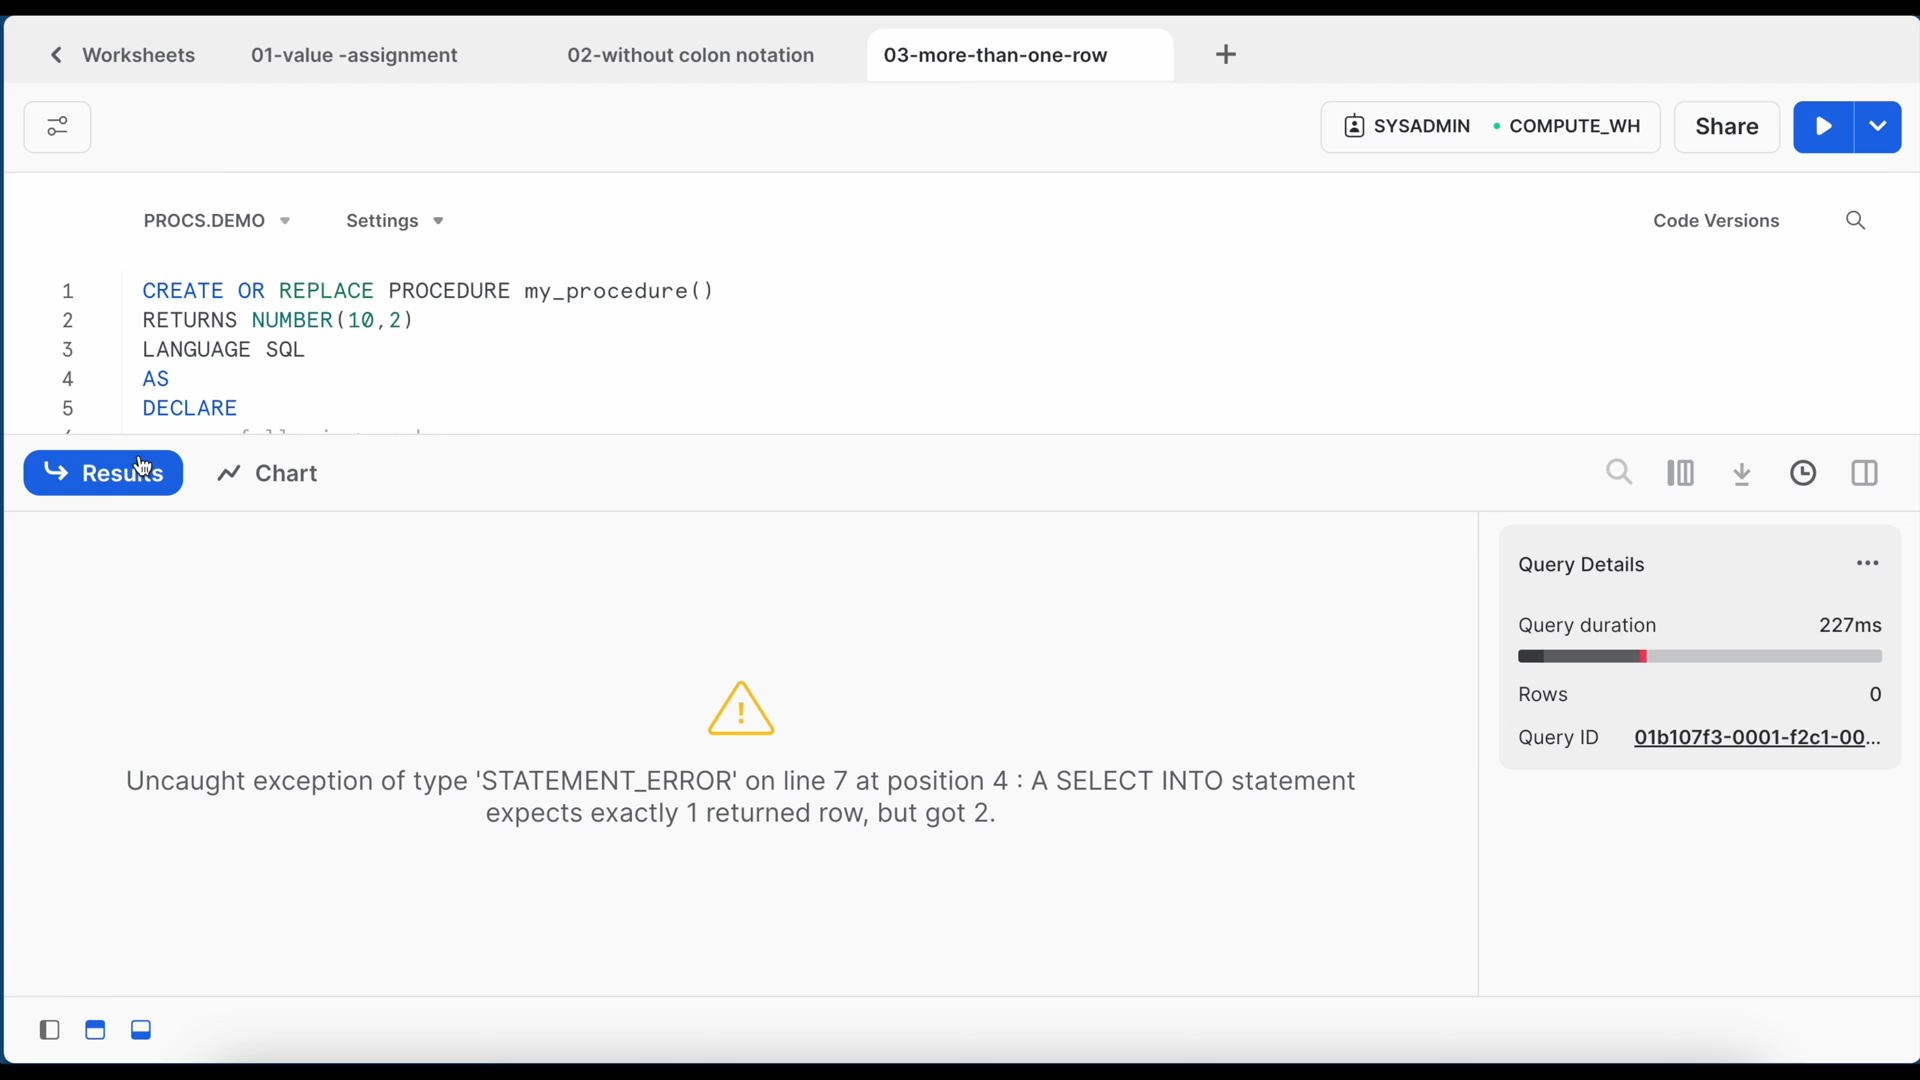 Worksheets
01-value -assignment
02-without colon notation
03-more-than-one-row
SYSADMIN
COMPUTE_WH
Share
PROCS.DEMO
Settings
Code Versions
1 CREATE OR REPLACE PROCEDURE my_procedure()
2 RETURNS NUMBER(10,2)
3 LANGUAGE SQL
4 AS
5 DECLARE
Results
Chart
Uncaught exception of type 'STATEMENT_ERROR' on line 7 at position 4 : A SELECT INTO statement
expects exactly 1 returned row, but got 2.
Query Details
Query duration 227ms
Rows 0
Query ID 01b107f3-0001-f2c1-00...